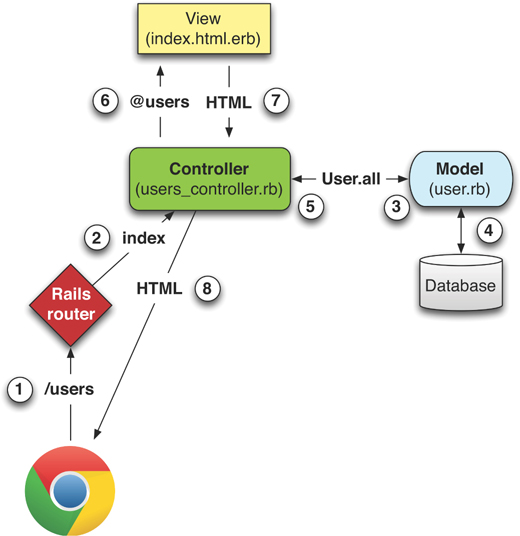 View
(index.html.erb)
6 @users HTML 7
Controller
(users_controller.rb)
User.all
Model
(user.rb)
5
3
4
2 index
HTML 8
Database
Rails
router
1 /users